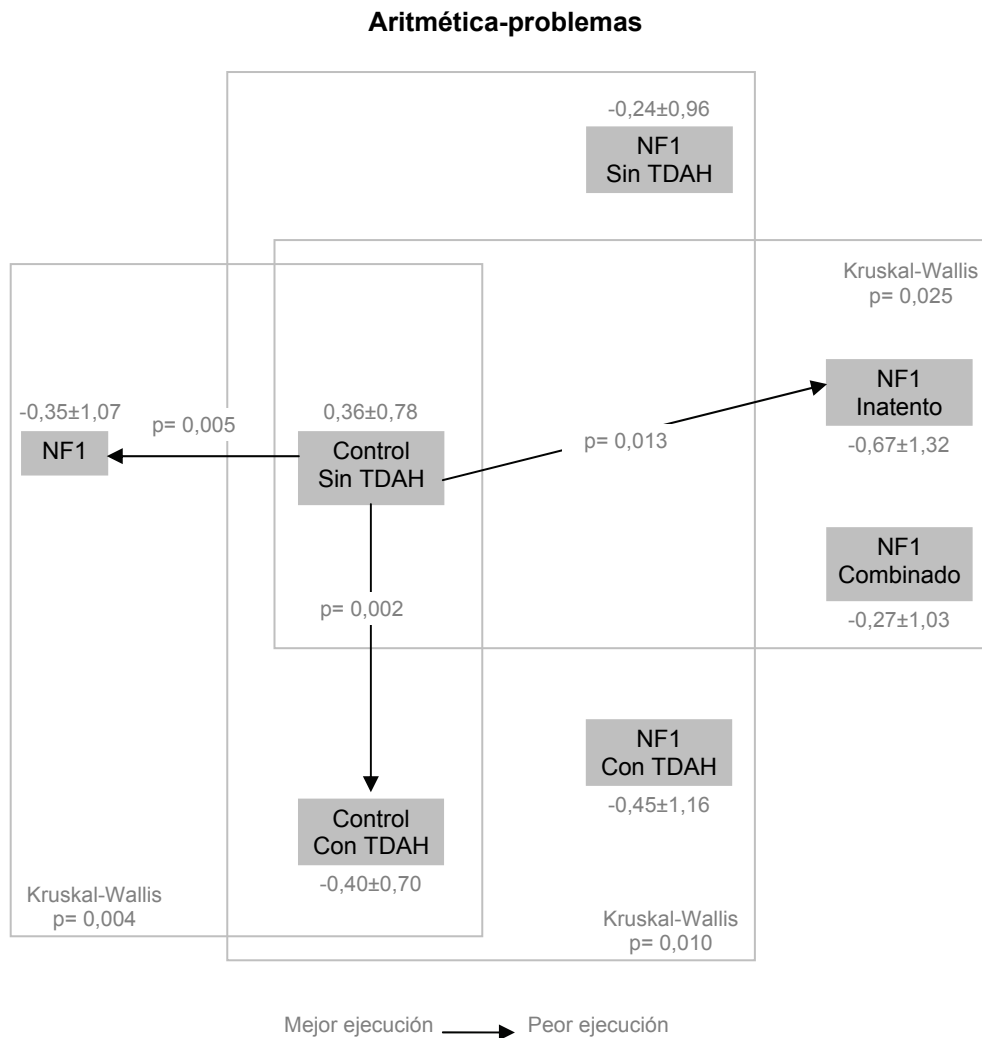 Aritmética-problemas
-0,24±0,96
NF1
Sin TDAH
Kruskal-Wallis
p= 0,025
NF1
Inatento
-0,67±1,32
-0,35±1,07
NF1
p= 0,005
0,36±0,78
Control
Sin TDAH
p= 0,013
NF1
Combinado
-0,27±1,03
p= 0,002
NF1
Con TDAH
-0,45±1,16
Control
Con TDAH
-0,40±0,70
Kruskal-Wallis
p= 0,004
Kruskal-Wallis
p= 0,010
Mejor ejecución
Peor ejecución